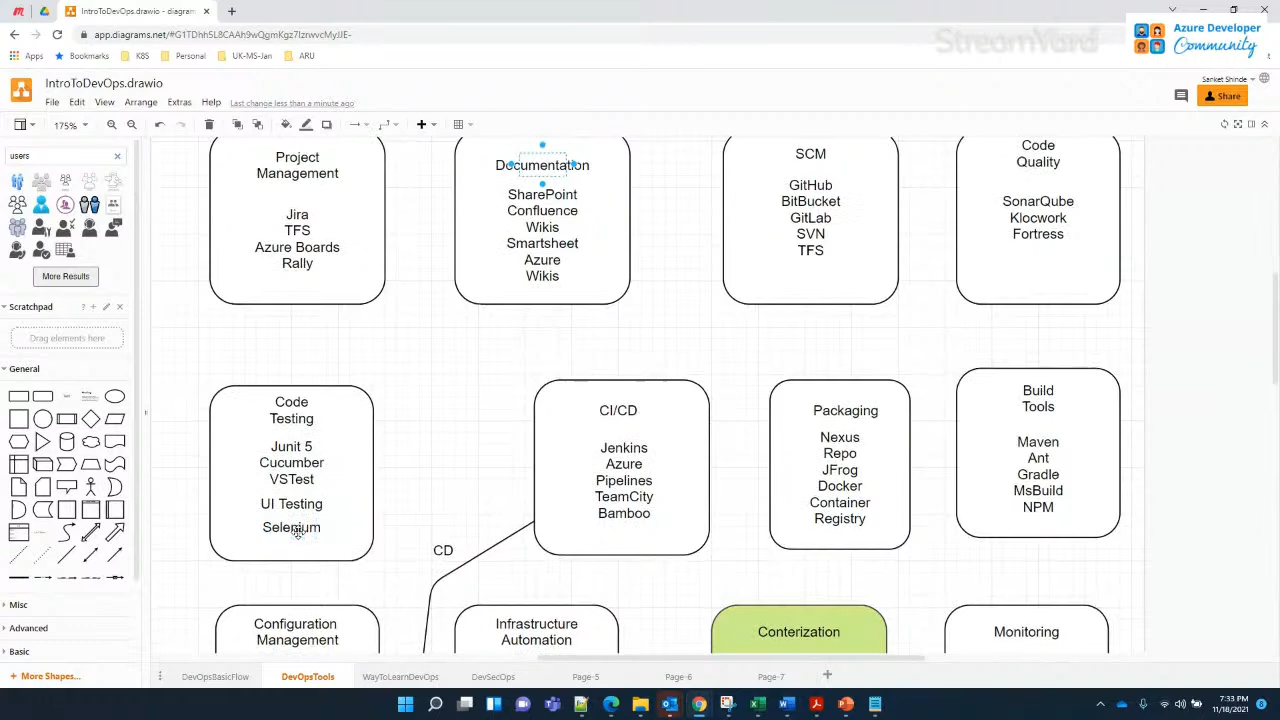 IntroToDevOps.drawio - diagram
app.diagrams.net/#G1TDhh5L8CAAh9wQgmKgz7IzrwvcMyJJE-
StreamYard
Azure Developer
Community
Apps
Bookmarks
K8S
Personal
UK-MS-Jan
ARU
IntroToDevOps.drawio
Sanket Shinde
File
Edit
View
Arrange
Extras
Help
Last change less than a minute ago
Share
175%
users
More Results
Scratchpad
Drag elements here
General
Misc
Advanced
Basic
+ More Shapes...
Project
Management
Jira
TFS
Azure Boards
Rally
Documentation
SharePoint
Confluence
Wikis
Smartsheet
Azure
Wikis
SCM
GitHub
BitBucket
GitLab
SVN
TFS
Code
Quality
SonarQube
Klocwork
Fortress
Code
Testing
Junit 5
Cucumber
VSTest
UI Testing
Selenium
CI/CD
Jenkins
Azure
Pipelines
TeamCity
Bamboo
CD
Packaging
Nexus
Repo
JFrog
Docker
Container
Registry
Build
Tools
Maven
Ant
Gradle
MsBuild
NPM
Configuration
Management
Infrastructure
Automation
Conterization
Monitoring
DevOpsBasicFlow
DevOpsTools
WayToLearnDevOps
DevSecOps
Page-5
Page-6
Page-7
7:33 PM
11/18/2021